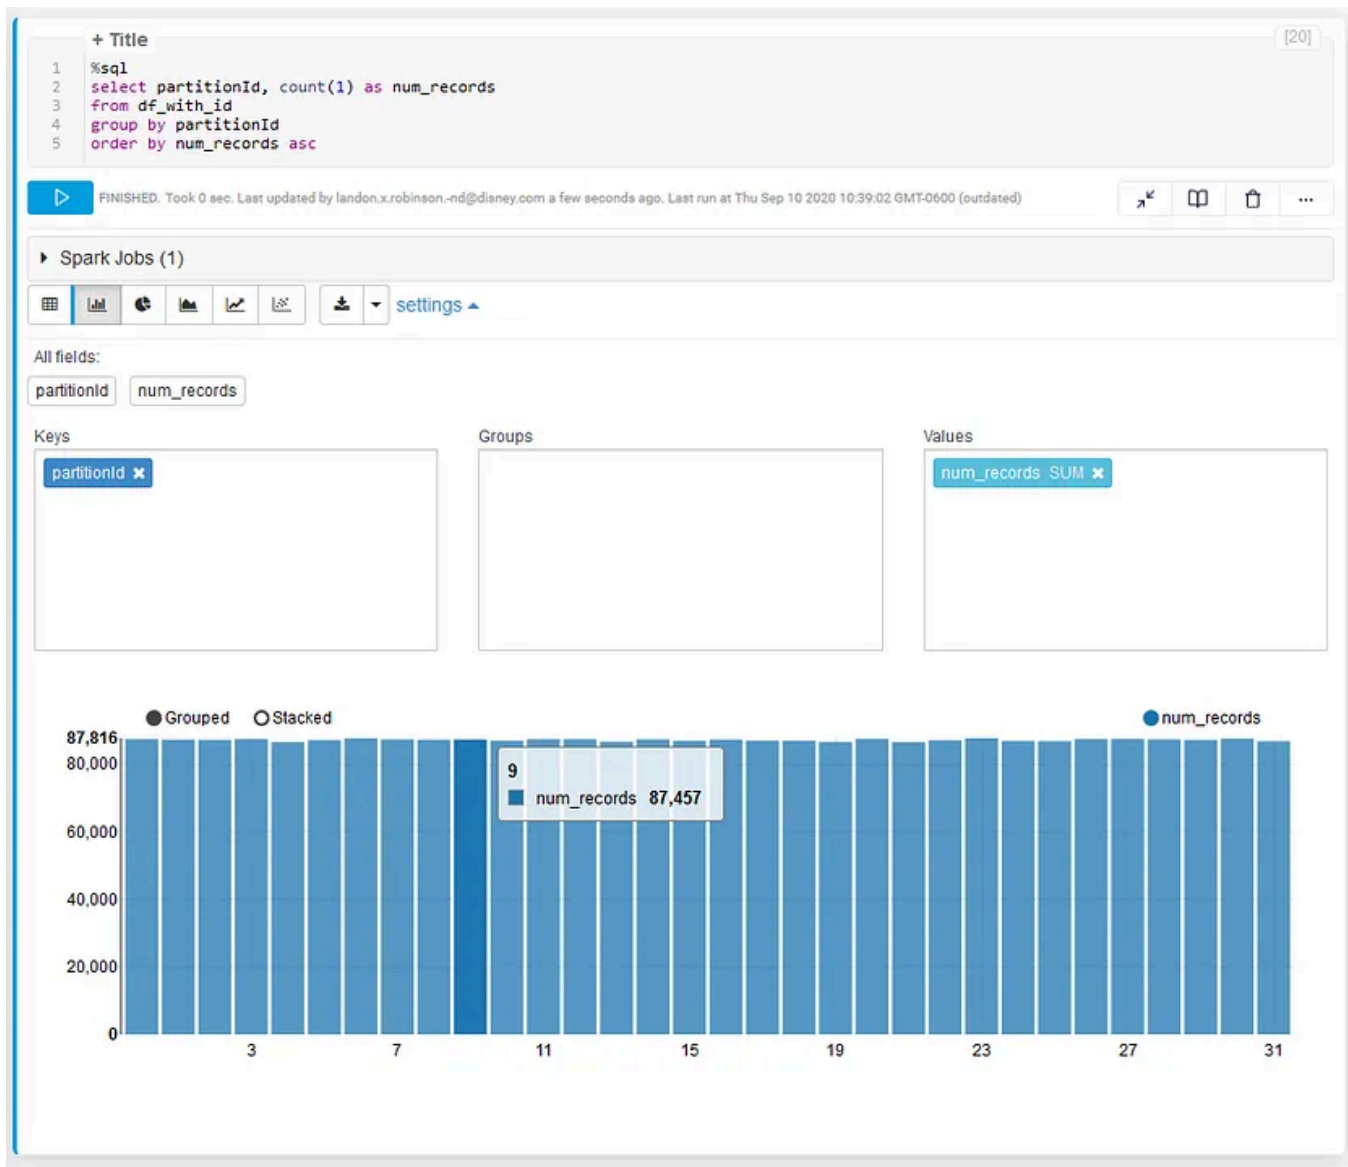 + Title
[20]
1 %sql
2 select partitionId, count(1) as num_records
3 from df_with_id
4 group by partitionId
5 order by num_records asc
FINISHED. Took 0 sec. Last updated by landon.x.robinson.-nd@disney.com a few seconds ago. Last run at Thu Sep 10 2020 10:39:02 GMT-0600 (outdated)
Spark Jobs (1)
settings
All fields:
partitionId num_records
Keys Groups Values
partitionId num_records SUM
Grouped Stacked num_records
87,816
80,000
9
num_records 87,457
60,000
40,000
20,000
0
3 7 11 15 19 23 27 31